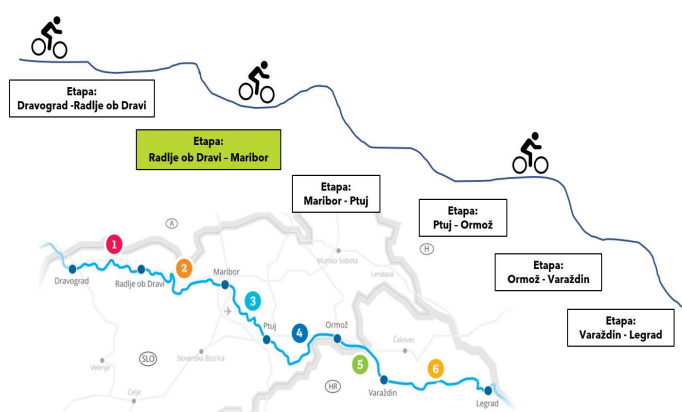 Etapa:
Dravograd -Radlje ob Dravi
Etapa:
Radlje ob Dravi - Maribor
Etapa:
Maribor - Ptuj
Etapa:
Ptuj - Ormož
Etapa:
Ormož - Varaždin
Etapa:
Varaždin - Legrad
A
1
H
2
Maribor
Murska Sobota
Dravograd
Radlje ob Dravi
Lendava
3
Ptuj
Ormož
4
Čakovec
SLO
Slovenska Bistrica
5
Velenje
6
HR
Varaždin
Celje
Legrad